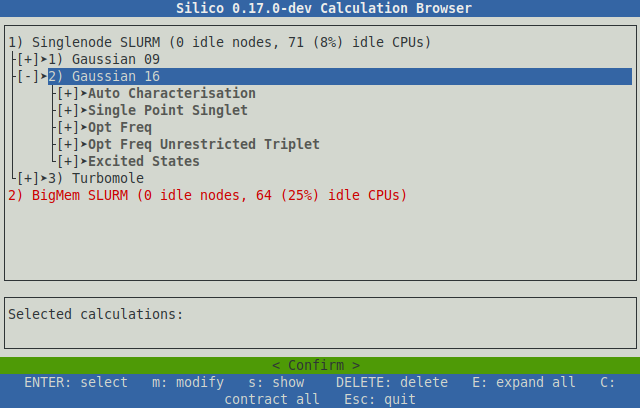 Silico 0.17.0-dev Calculation Browser
1) Singlenode SLURM (0 idle nodes, 71 (8%) idle CPUs)
[+]➤1) Gaussian 09
[-]➤2) Gaussian 16
[+]➤Auto Characterisation
[+]➤Single Point Singlet
[+]➤Opt Freq
[+]➤Opt Freq Unrestricted Triplet
[+]➤Excited States
[+]➤3) Turbomole
2) BigMem SLURM (0 idle nodes, 64 (25%) idle CPUs)
Selected calculations:
< Confirm >
ENTER: select   m: modify   s: show    DELETE: delete   E: expand all   C:
contract all   Esc: quit